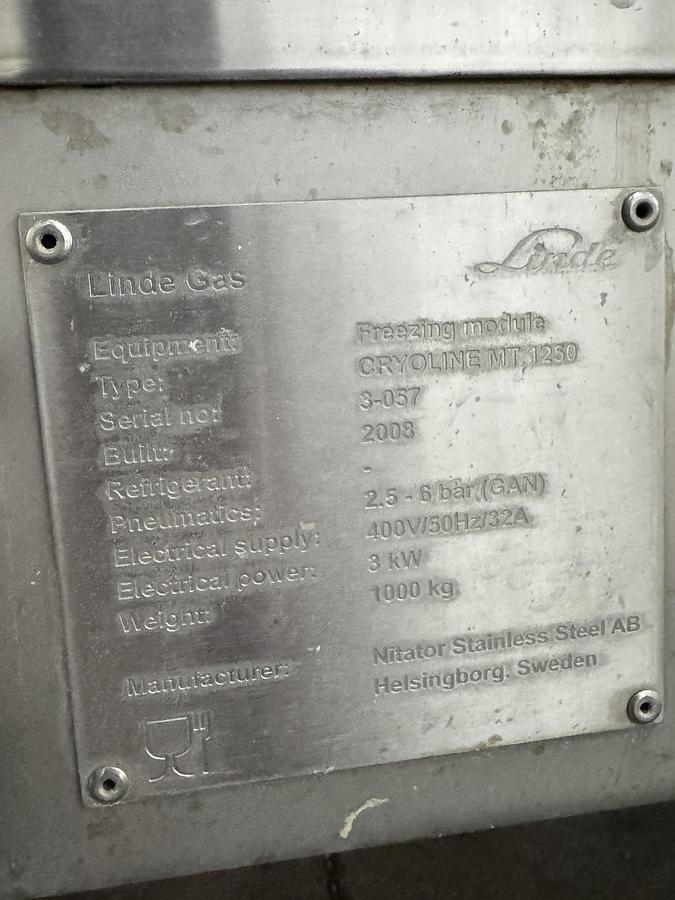 Linde
Linde Gas
Equipment: Freezing module
Type: CRYOLINE MT 1250
Serial no: 3-057
Built: 2008
Refrigerant: -
Pneumatics: 2.5 - 6 bar (GAN)
Electrical supply: 400V/50Hz/32A
Electrical power: 3 kW
Weight: 1000 kg
Manufacturer: Nitator Stainless Steel AB
Helsingborg. Sweden